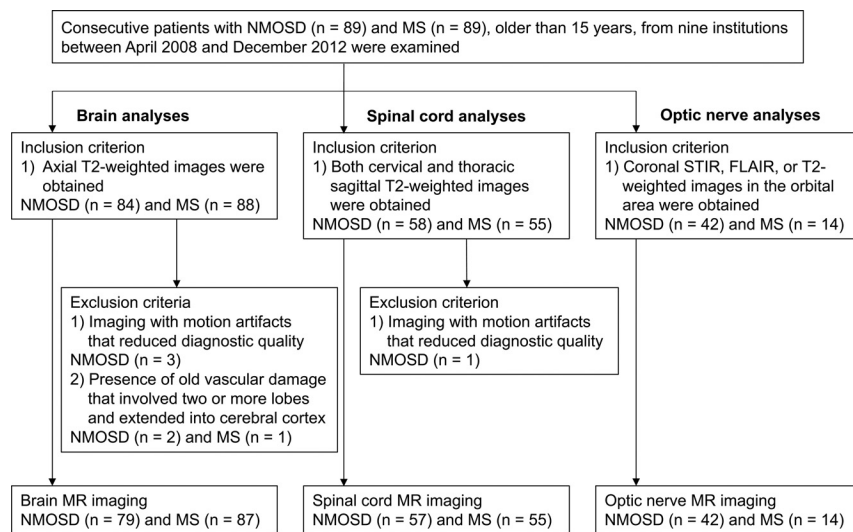 Consecutive patients with NMOSD (n = 89) and MS (n = 89), older than 15 years, from nine institutions
between April 2008 and December 2012 were examined
Brain analyses
Inclusion criterion
1) Axial T2-weighted images were
obtained
NMOSD (n = 84) and MS (n = 88)
Exclusion criteria
1) Imaging with motion artifacts
that reduced diagnostic quality
NMOSD (n = 3)
2) Presence of old vascular damage
that involved two or more lobes
and extended into cerebral cortex
NMOSD (n = 2) and MS (n = 1)
Brain MR imaging
NMOSD (n = 79) and MS (n = 87)
Spinal cord analyses
Inclusion criterion
1) Both cervical and thoracic
sagittal T2-weighted images
were obtained
NMOSD (n = 58) and MS (n = 55)
Exclusion criterion
1) Imaging with motion artifacts
that reduced diagnostic quality
NMOSD (n = 1)
Spinal cord MR imaging
NMOSD (n = 57) and MS (n = 55)
Optic nerve analyses
Inclusion criterion
1) Coronal STIR, FLAIR, or T2-
weighted images in the orbital
area were obtained
NMOSD (n = 42) and MS (n = 14)
Optic nerve MR imaging
NMOSD (n = 42) and MS (n = 14)